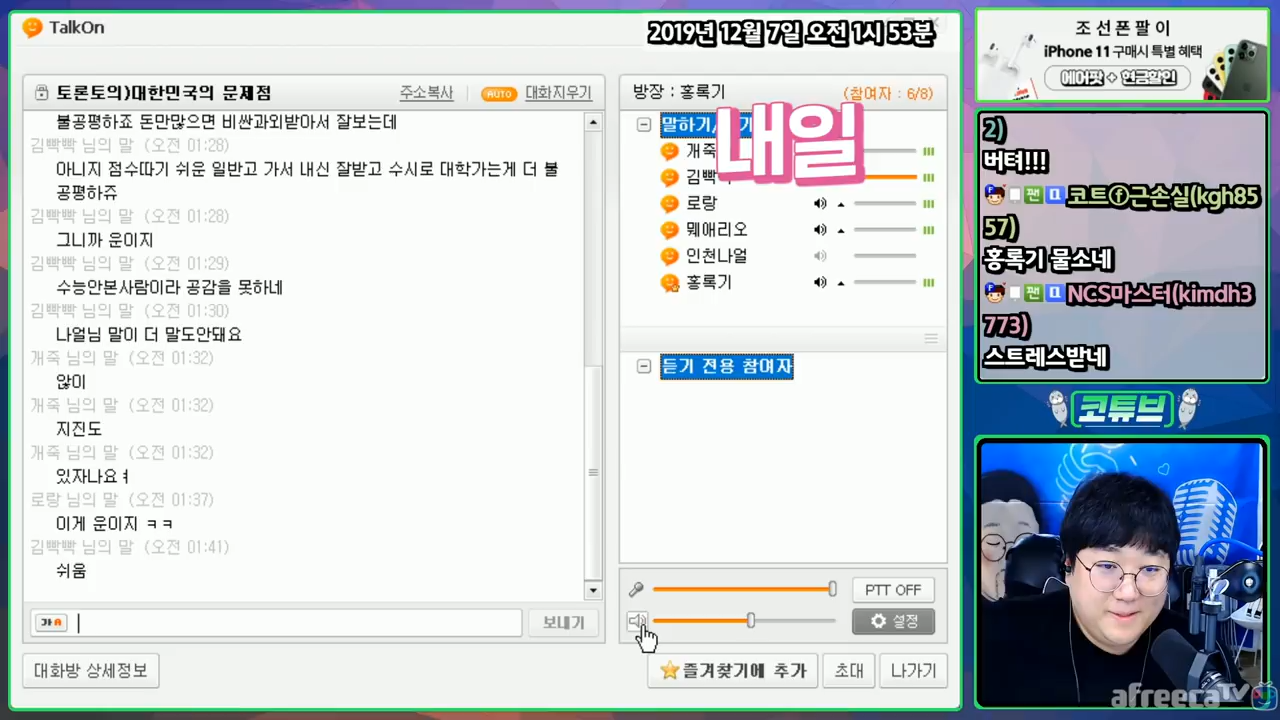 TalkOn
2019년 12월 7일 오전 1시 53분
토론토의)대한민국의 문제점
주소복사
AUTO
대화지우기
불공평하죠 돈만많으면 비싼과외받아서 잘보는데
김빡빡 님의 말 (오전 01:28)
아니지 점수따기 쉬운 일반고 가서 내신 잘받고 수시로 대학가는게 더 불
공평하쥬
김빡빡 님의 말 (오전 01:28)
그니까 운이지
김빡빡 님의 말 (오전 01:29)
수능안본사람이라 공감을 못하네
김빡빡 님의 말 (오전 01:30)
나얼님 말이 더 말도안돼요
개죽 님의 말 (오전 01:32)
않이
개죽 님의 말 (오전 01:32)
지진도
개죽 님의 말 (오전 01:32)
있자나요ㅕ
로랑 님의 말 (오전 01:37)
이게 운이지 ㅋㅋ
김빡빡 님의 말 (오전 01:41)
쉬움
가A
보내기
대화방 상세정보
방장 : 홍록기
(참여자 : 6/8)
말하기/
내일
개죽
김빡
로랑
뭬애리오
인천나얼
홍록기
듣기 전용 참여자
PTT OFF
설정
즐겨찾기에 추가
초대
나가기
조선폰팔이
iPhone 11 구매시 특별 혜택
에어팟 + 현금할인
2)
버텨!!!
팬
코트ⓕ근손실(kgh85
57)
홍록기 물소네
팬
NCS마스터(kimdh3
773)
스트레스받네
코튜브
afreecaTV